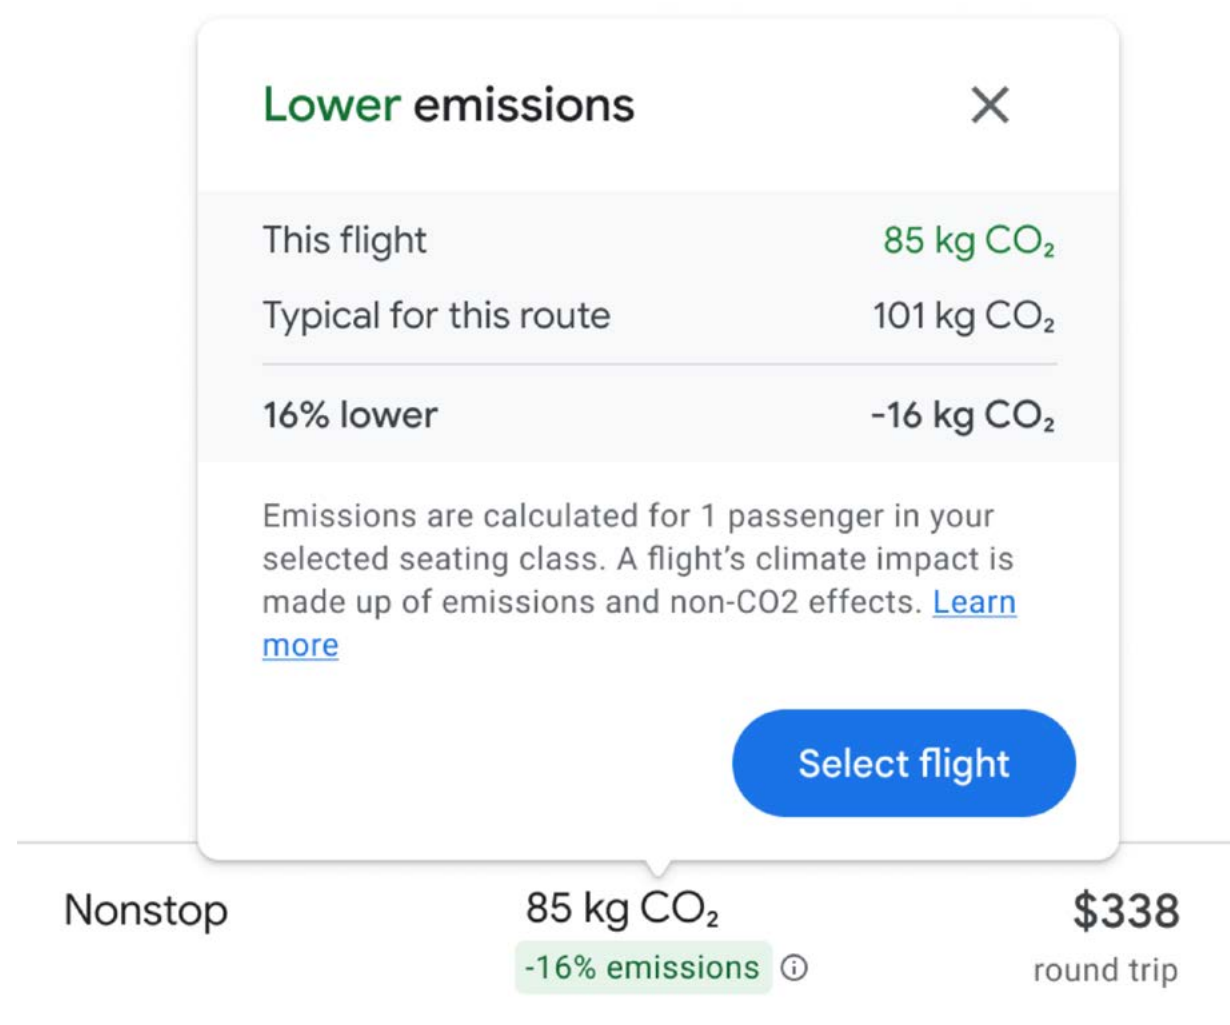 Lower emissions
This flight 85 kg CO₂
Typical for this route 101 kg CO₂
16% lower -16 kg CO₂
Emissions are calculated for 1 passenger in your
selected seating class. A flight’s climate impact is
made up of emissions and non-CO2 effects. Learn
more
Select flight
Nonstop 85 kg CO₂ $338
-16% emissions round trip